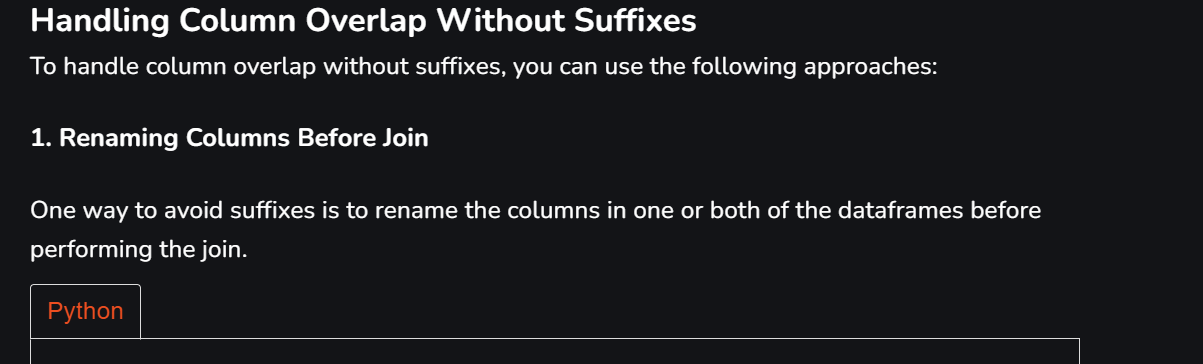 Handling Column Overlap Without Suffixes
To handle column overlap without suffixes, you can use the following approaches:
1. Renaming Columns Before Join
One way to avoid suffixes is to rename the columns in one or both of the dataframes before
performing the join.
Python